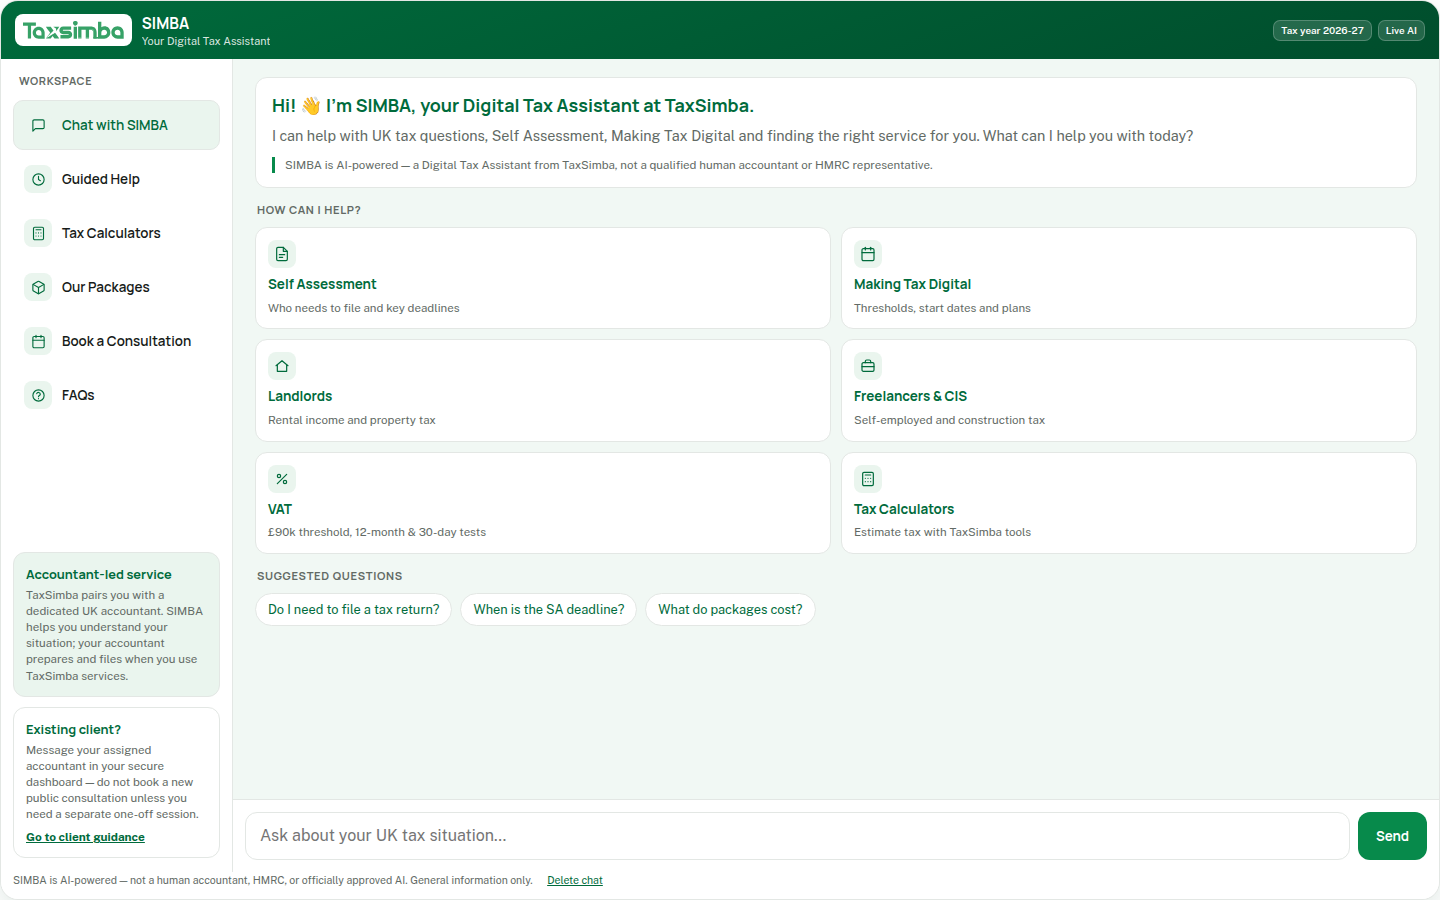 Taxsimba
SIMBA
Your Digital Tax Assistant
Tax year 2026-27
Live AI
WORKSPACE
Chat with SIMBA
Guided Help
Tax Calculators
Our Packages
Book a Consultation
FAQs
Accountant-led service
TaxSimba pairs you with a
dedicated UK accountant. SIMBA
helps you understand your
situation; your accountant
prepares and files when you use
TaxSimba services.
Existing client?
Message your assigned
accountant in your secure
dashboard — do not book a new
public consultation unless you
need a separate one-off session.
Go to client guidance
Hi! 👋 I'm SIMBA, your Digital Tax Assistant at TaxSimba.
I can help with UK tax questions, Self Assessment, Making Tax Digital and finding the right service for you. What can I help you with today?
SIMBA is AI-powered — a Digital Tax Assistant from TaxSimba, not a qualified human accountant or HMRC representative.
HOW CAN I HELP?
Self Assessment
Who needs to file and key deadlines
Making Tax Digital
Thresholds, start dates and plans
Landlords
Rental income and property tax
Freelancers & CIS
Self-employed and construction tax
VAT
£90k threshold, 12-month & 30-day tests
Tax Calculators
Estimate tax with TaxSimba tools
SUGGESTED QUESTIONS
Do I need to file a tax return?
When is the SA deadline?
What do packages cost?
Ask about your UK tax situation...
Send
SIMBA is AI-powered — not a human accountant, HMRC, or officially approved AI. General information only.
Delete chat